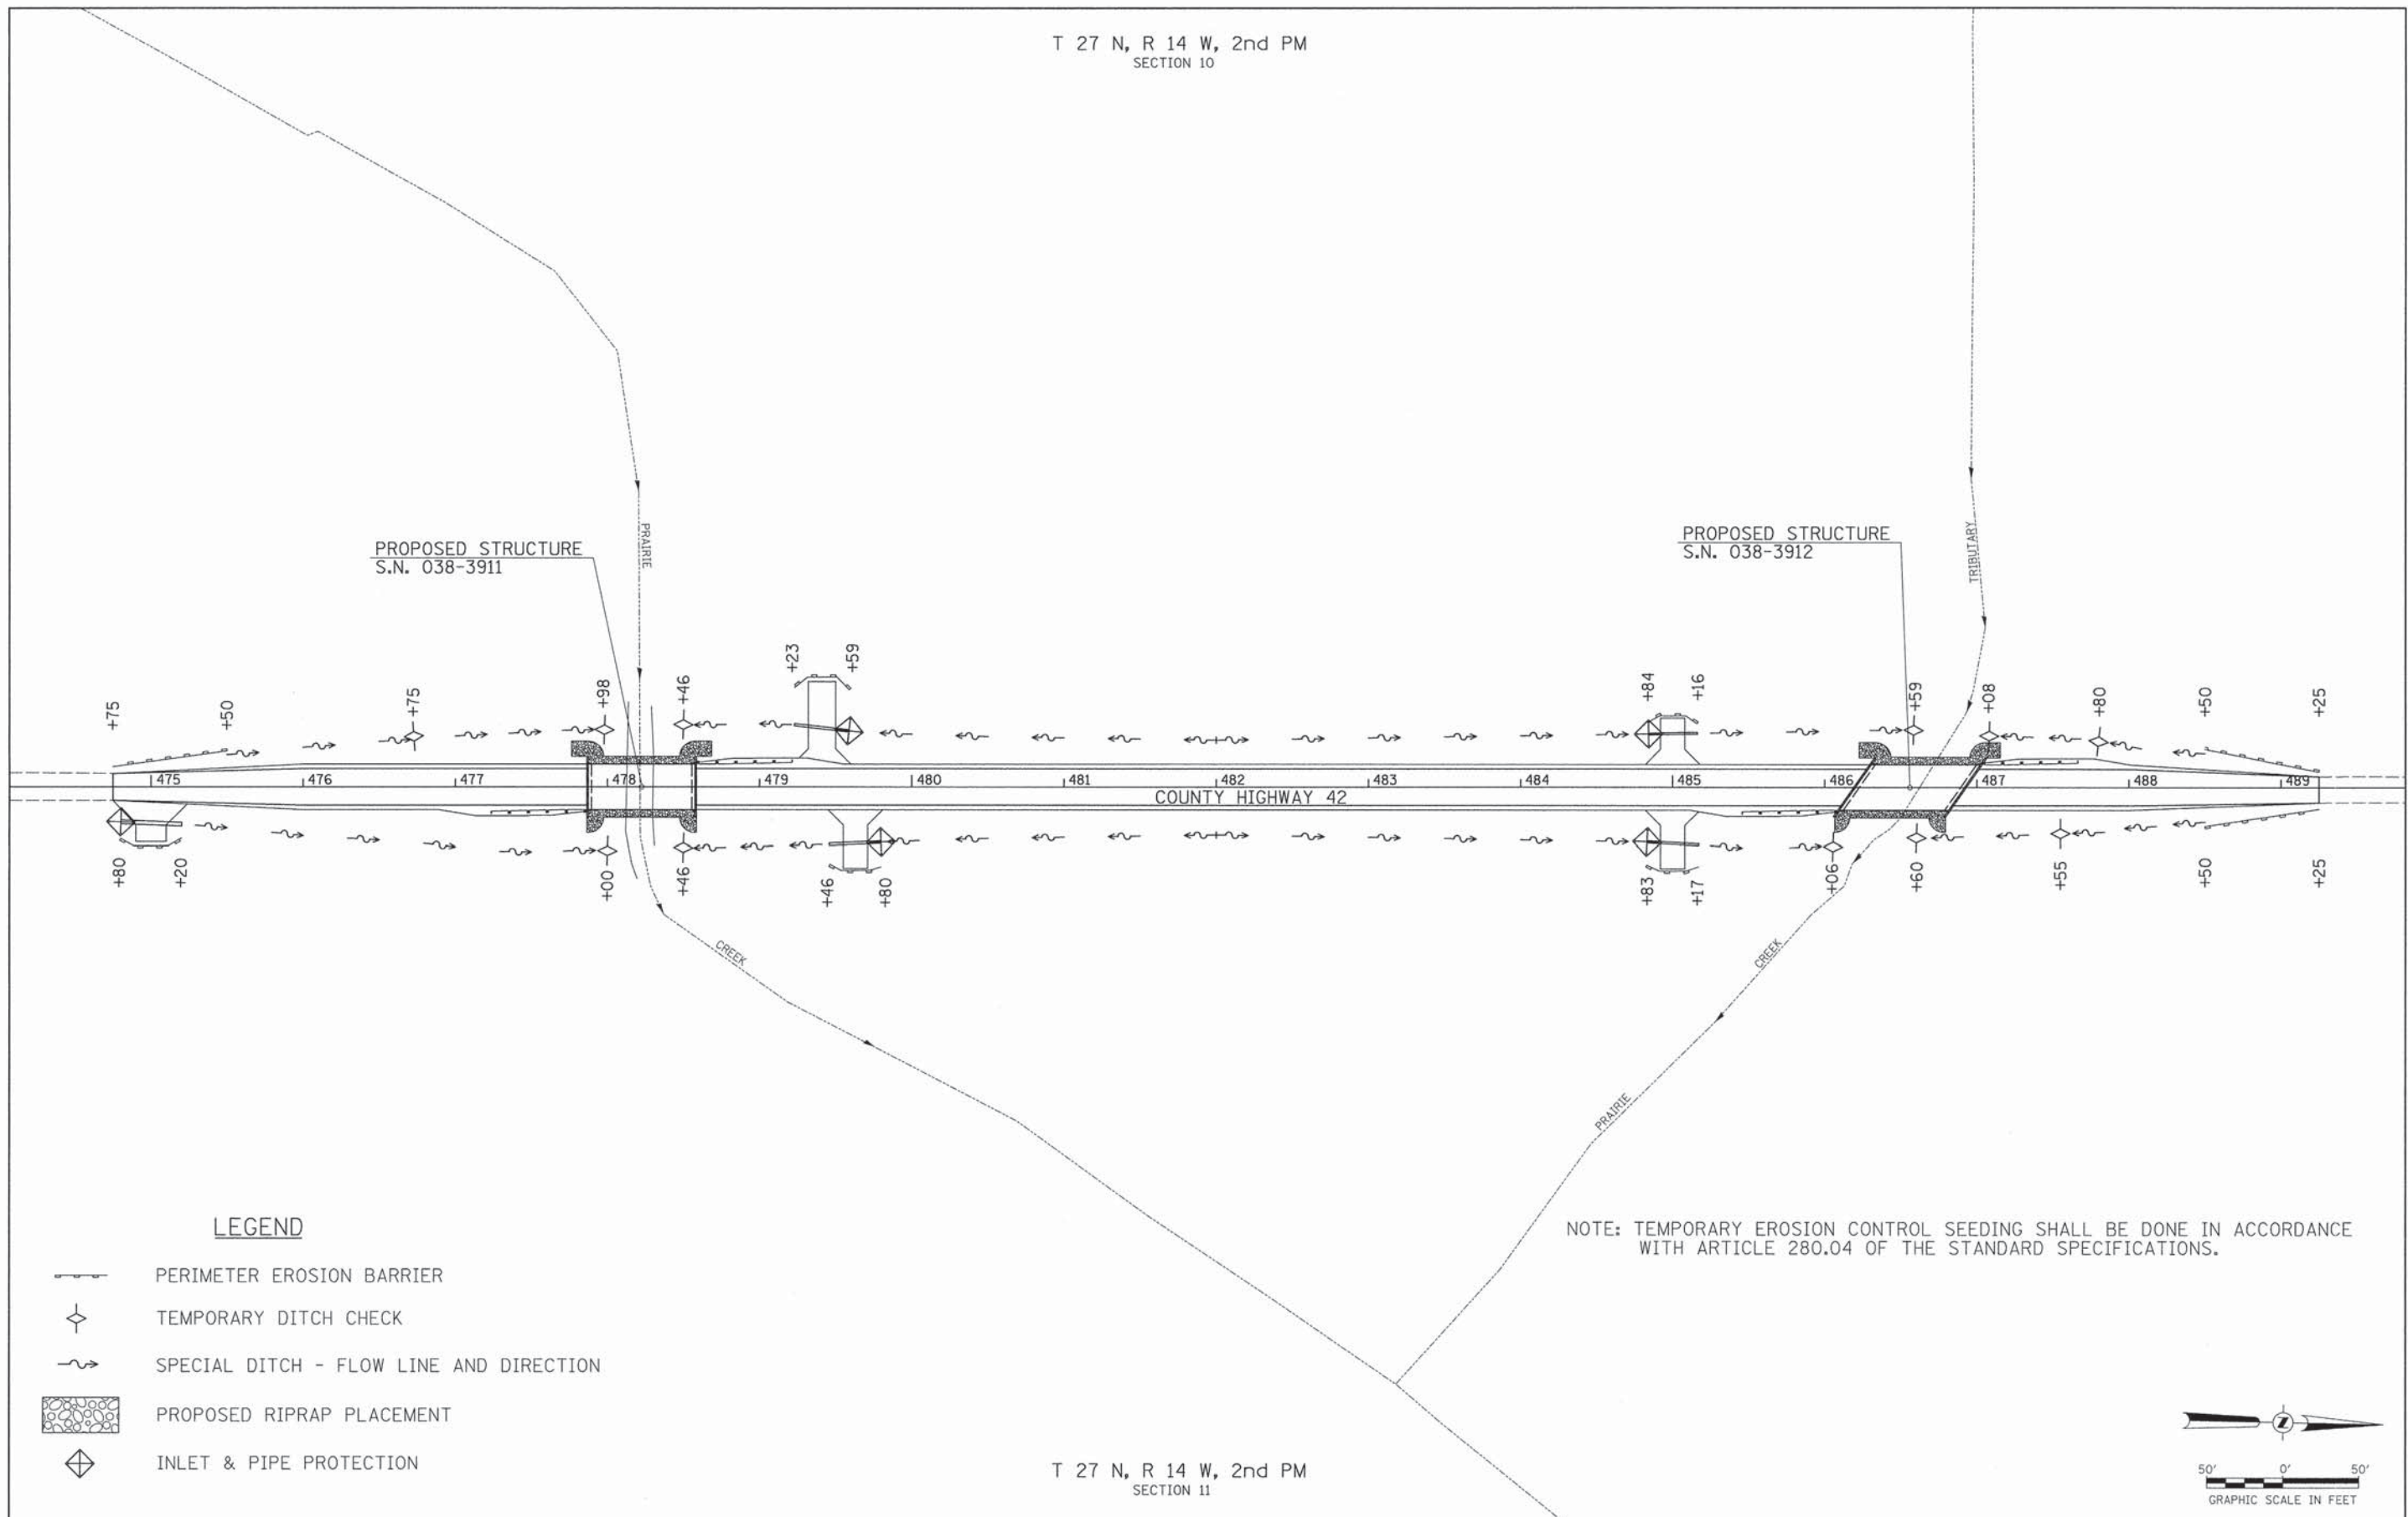 T 27 N, R 14 W, 2nd PM
SECTION 10
PROPOSED STRUCTURE
S.N. 038-3911
PRAIRIE
PROPOSED STRUCTURE
S.N. 038-3912
TRIBUTARY
+75
+50
+75
+98
+46
+23
+59
+84
+16
+59
+08
+80
+50
+25
475
476
477
478
479
480
481
482
483
484
485
486
487
488
489
COUNTY HIGHWAY 42
+80
+20
+00
+46
+46
+80
+83
+17
+06
+60
+55
+50
+25
CREEK
CREEK
PRAIRIE
LEGEND
PERIMETER EROSION BARRIER
TEMPORARY DITCH CHECK
SPECIAL DITCH - FLOW LINE AND DIRECTION
PROPOSED RIPRAP PLACEMENT
INLET & PIPE PROTECTION
NOTE: TEMPORARY EROSION CONTROL SEEDING SHALL BE DONE IN ACCORDANCE
WITH ARTICLE 280.04 OF THE STANDARD SPECIFICATIONS.
T 27 N, R 14 W, 2nd PM
SECTION 11
Z
50' 0' 50'
GRAPHIC SCALE IN FEET